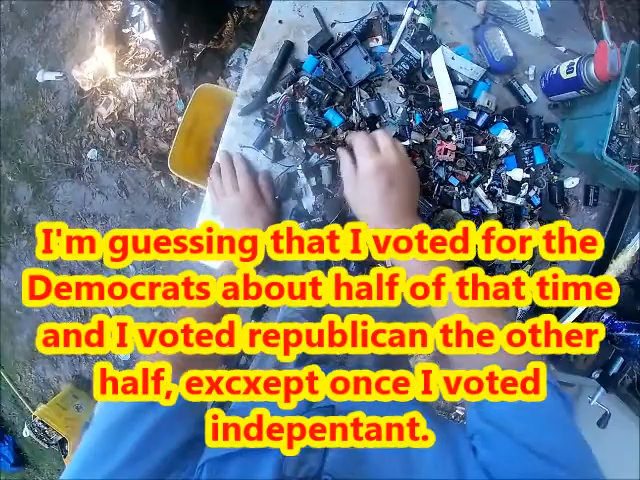 I'm guessing that I voted for the
Democrats about half of that time
and I voted republican the other
half, excxept once I voted
indepentant.
WD